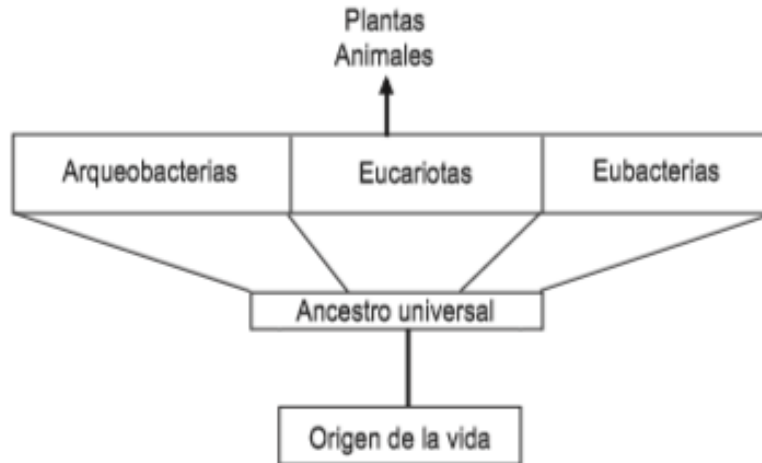 Plantas
Animales
Arqueobacterias
Eucariotas
Eubacterias
Ancestro universal
Origen de la vida